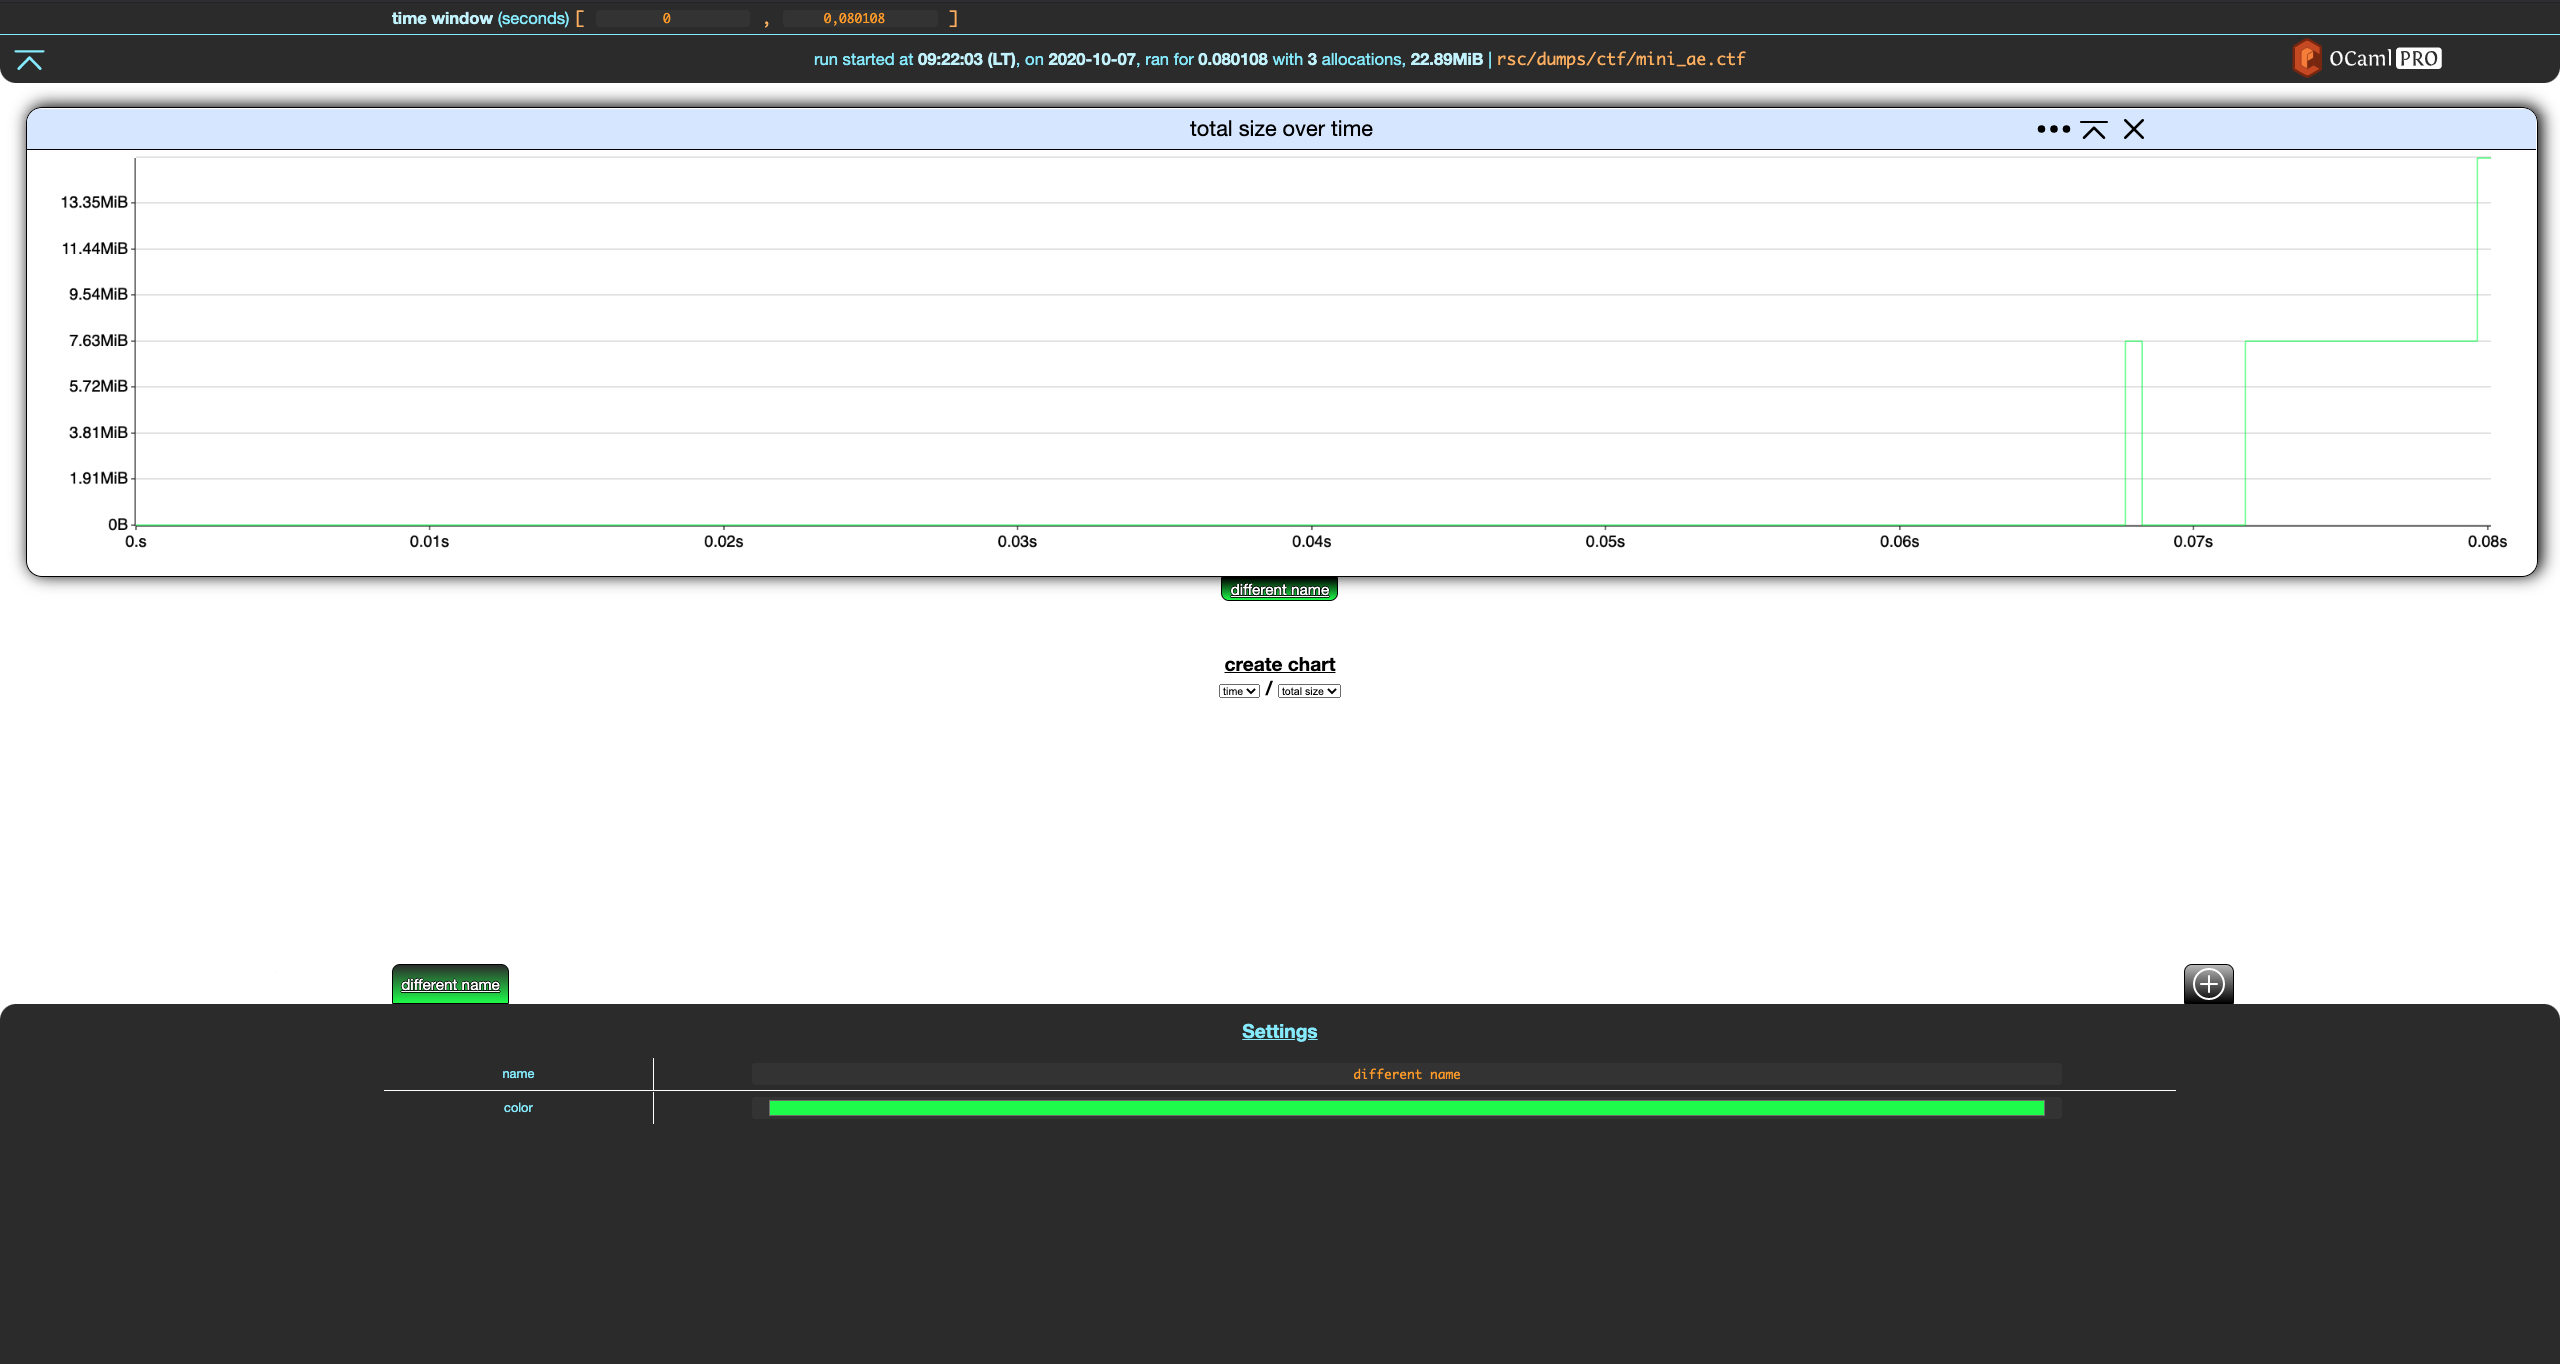 time window (seconds) [ 0 , 0,080108 ]
run started at 09:22:03 (LT), on 2020-10-07, ran for 0.080108 with 3 allocations, 22.89MiB | rsc/dumps/ctf/mini_ae.ctf
OCaml PRO
total size over time
13.35MiB
11.44MiB
9.54MiB
7.63MiB
5.72MiB
3.81MiB
1.91MiB
0B
0.s 0.01s 0.02s 0.03s 0.04s 0.05s 0.06s 0.07s 0.08s
different name
create chart
time / total size
different name
Settings
name different name
color